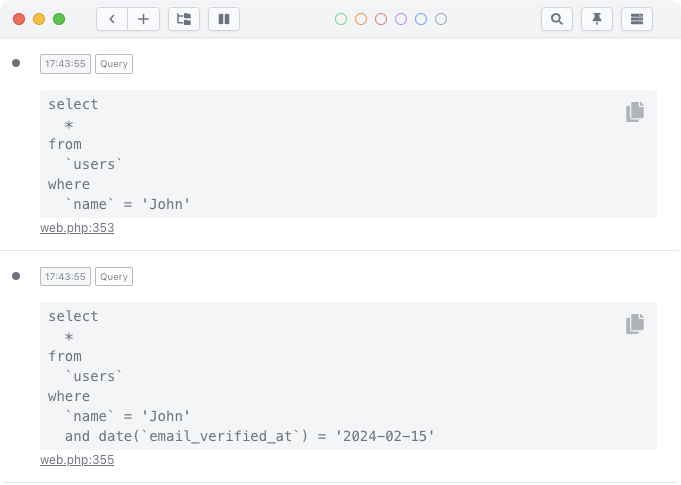 17:43:55 Query
select
  *
from
  `users`
where
  `name` = 'John'
web.php:353
17:43:55 Query
select
  *
from
  `users`
where
  `name` = 'John'
  and date(`email_verified_at`) = '2024-02-15'
web.php:355